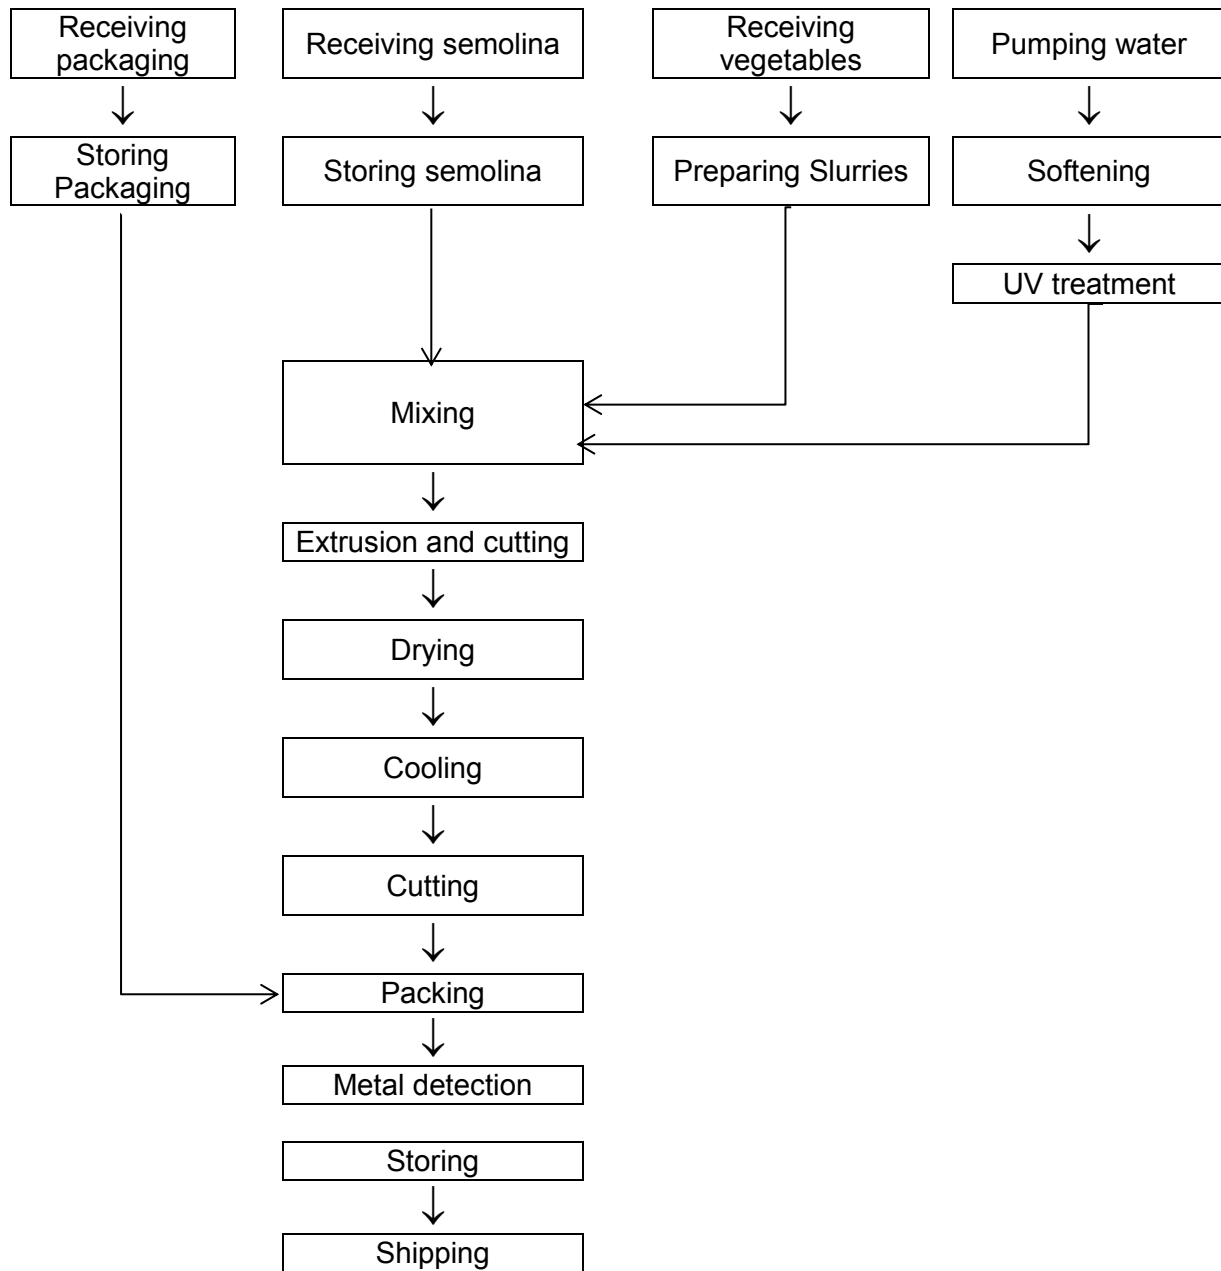 Receiving
packaging
Receiving semolina
Receiving
vegetables
Pumping water
Storing
Packaging
Storing semolina
Preparing Slurries
Softening
UV treatment
Mixing
Extrusion and cutting
Drying
Cooling
Cutting
Packing
Metal detection
Storing
Shipping